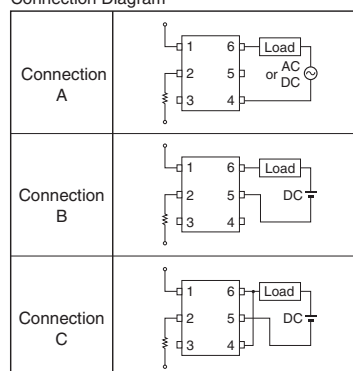 Connection Diagram
Connection
A
1 6 Load
2 5 AC
or DC
3 4
Connection
B
1 6 Load
2 5 DC
3 4
Connection
C
1 6 Load
2 5 DC
3 4